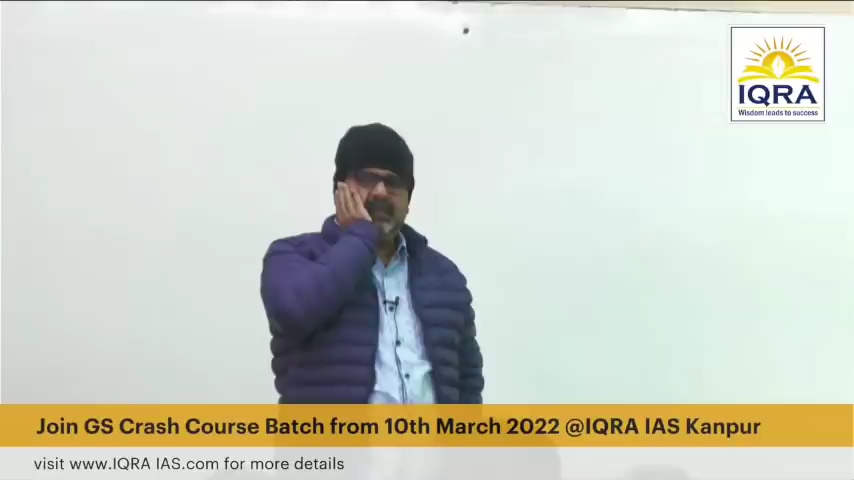 IQRA
Wisdom leads to success
Join GS Crash Course Batch from 10th March 2022 @IQRA IAS Kanpur
visit www.IQRA IAS.com for more details